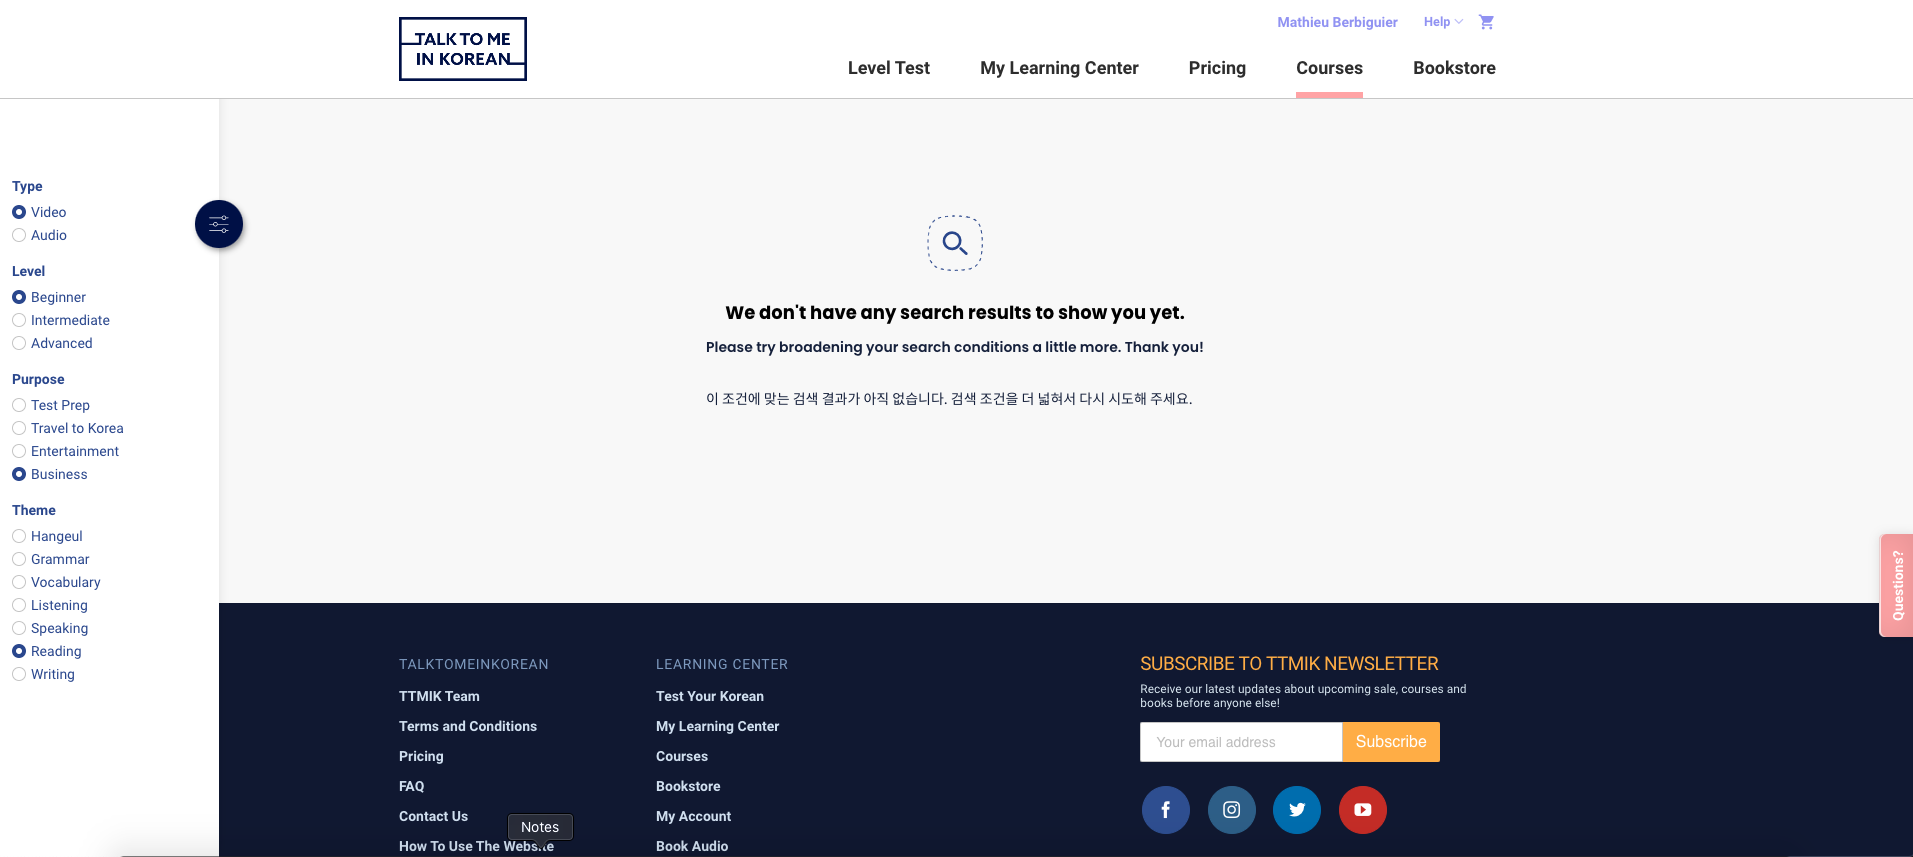 TALK TO ME
IN KOREAN
Mathieu Berbiguier
Help
Level Test
My Learning Center
Pricing
Courses
Bookstore
Type
Video
Audio
Level
Beginner
Intermediate
Advanced
Purpose
Test Prep
Travel to Korea
Entertainment
Business
Theme
Hangeul
Grammar
Vocabulary
Listening
Speaking
Reading
Writing
We don't have any search results to show you yet.
Please try broadening your search conditions a little more. Thank you!
이 조건에 맞는 검색 결과가 아직 없습니다. 검색 조건을 더 넓혀서 다시 시도해 주세요.
Questions?
TALKTOMEINKOREAN
TTMIK Team
Terms and Conditions
Pricing
FAQ
Contact Us
How To Use The Website
Notes
LEARNING CENTER
Test Your Korean
My Learning Center
Courses
Bookstore
My Account
Book Audio
SUBSCRIBE TO TTMIK NEWSLETTER
Receive our latest updates about upcoming sale, courses and
books before anyone else!
Your email address
Subscribe